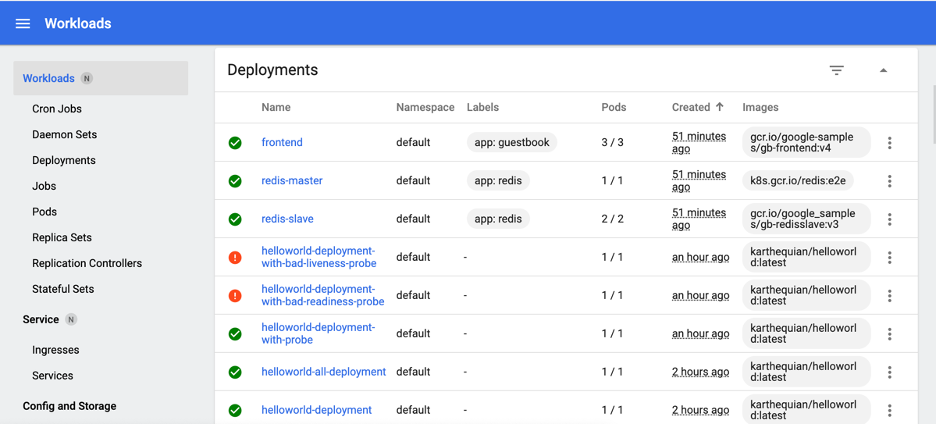 Workloads
Workloads N
Cron Jobs
Daemon Sets
Deployments
Jobs
Pods
Replica Sets
Replication Controllers
Stateful Sets
Service N
Ingresses
Services
Config and Storage
Deployments
Name Namespace Labels Pods Created ↑ Images
frontend default app: guestbook 3 / 3 51 minutes
ago gcr.io/google-sample
s/gb-frontend:v4
redis-master default app: redis 1 / 1 51 minutes
ago k8s.gcr.io/redis:e2e
redis-slave default app: redis 2 / 2 51 minutes
ago gcr.io/google_sample
s/gb-redisslave:v3
helloworld-deployment-
with-bad-liveness-probe default - 1 / 1 an hour ago karthequian/helloworl
d:latest
helloworld-deployment-
with-bad-readiness-probe default - 1 / 1 an hour ago karthequian/helloworl
d:latest
helloworld-deployment-
with-probe default - 1 / 1 an hour ago karthequian/helloworl
d:latest
helloworld-all-deployment default - 1 / 1 2 hours ago karthequian/helloworl
d:latest
helloworld-deployment default - 1 / 1 2 hours ago karthequian/helloworl
d:latest